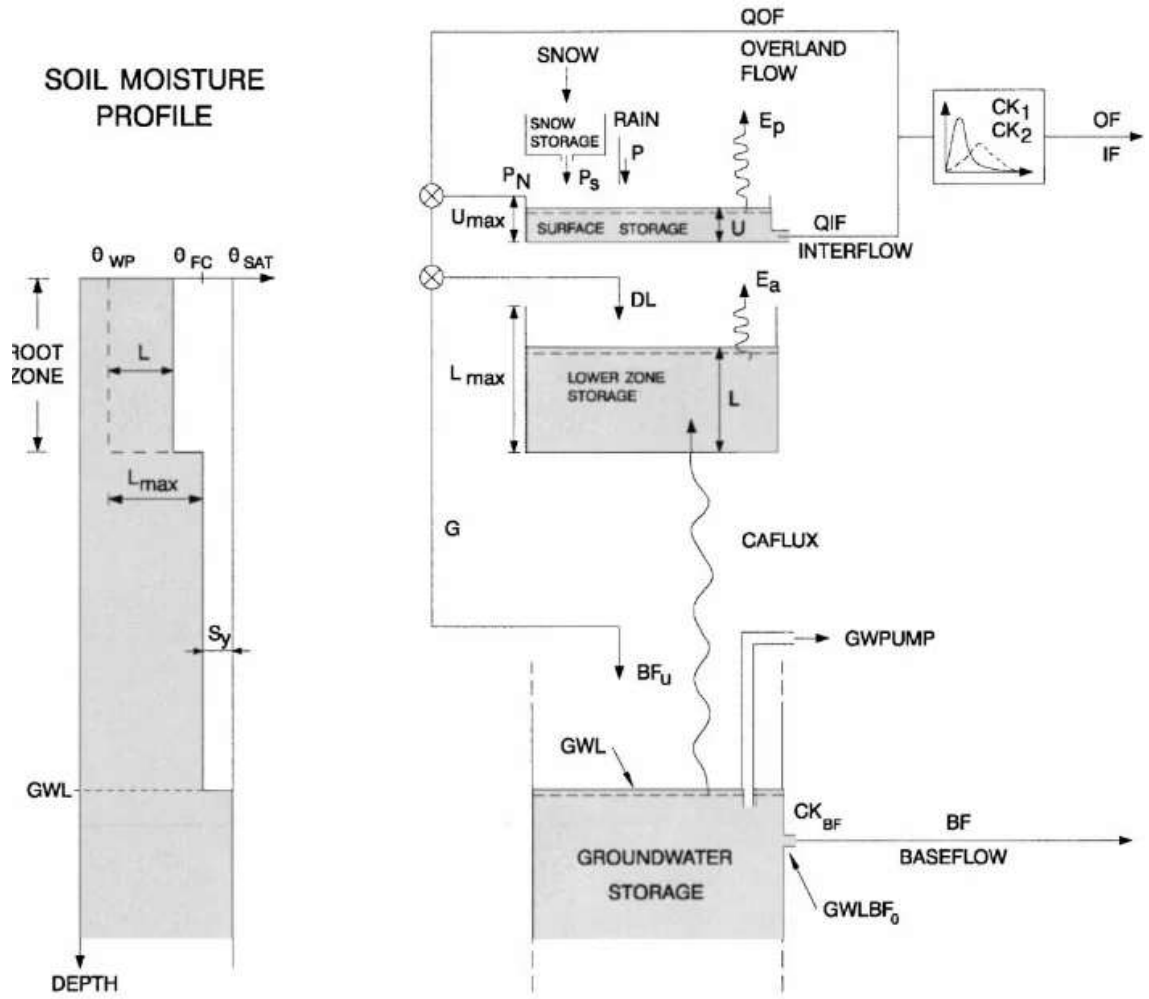 SOIL MOISTURE
PROFILE
θ WP
θ FC
θ SAT
ROOT
ZONE
L
Lmax
Sy
GWL
DEPTH
QOF
OVERLAND
FLOW
SNOW
SNOW
STORAGE
RAIN
P
Ps
PN
Ep
Umax
SURFACE STORAGE
U
QIF
INTERFLOW
CK1
CK2
OF
IF
DL
Ea
L max
LOWER ZONE
STORAGE
L
G
CAFLUX
BFu
GWPUMP
GWL
GROUNDWATER
STORAGE
CK BF
BF
BASEFLOW
GWLBF0